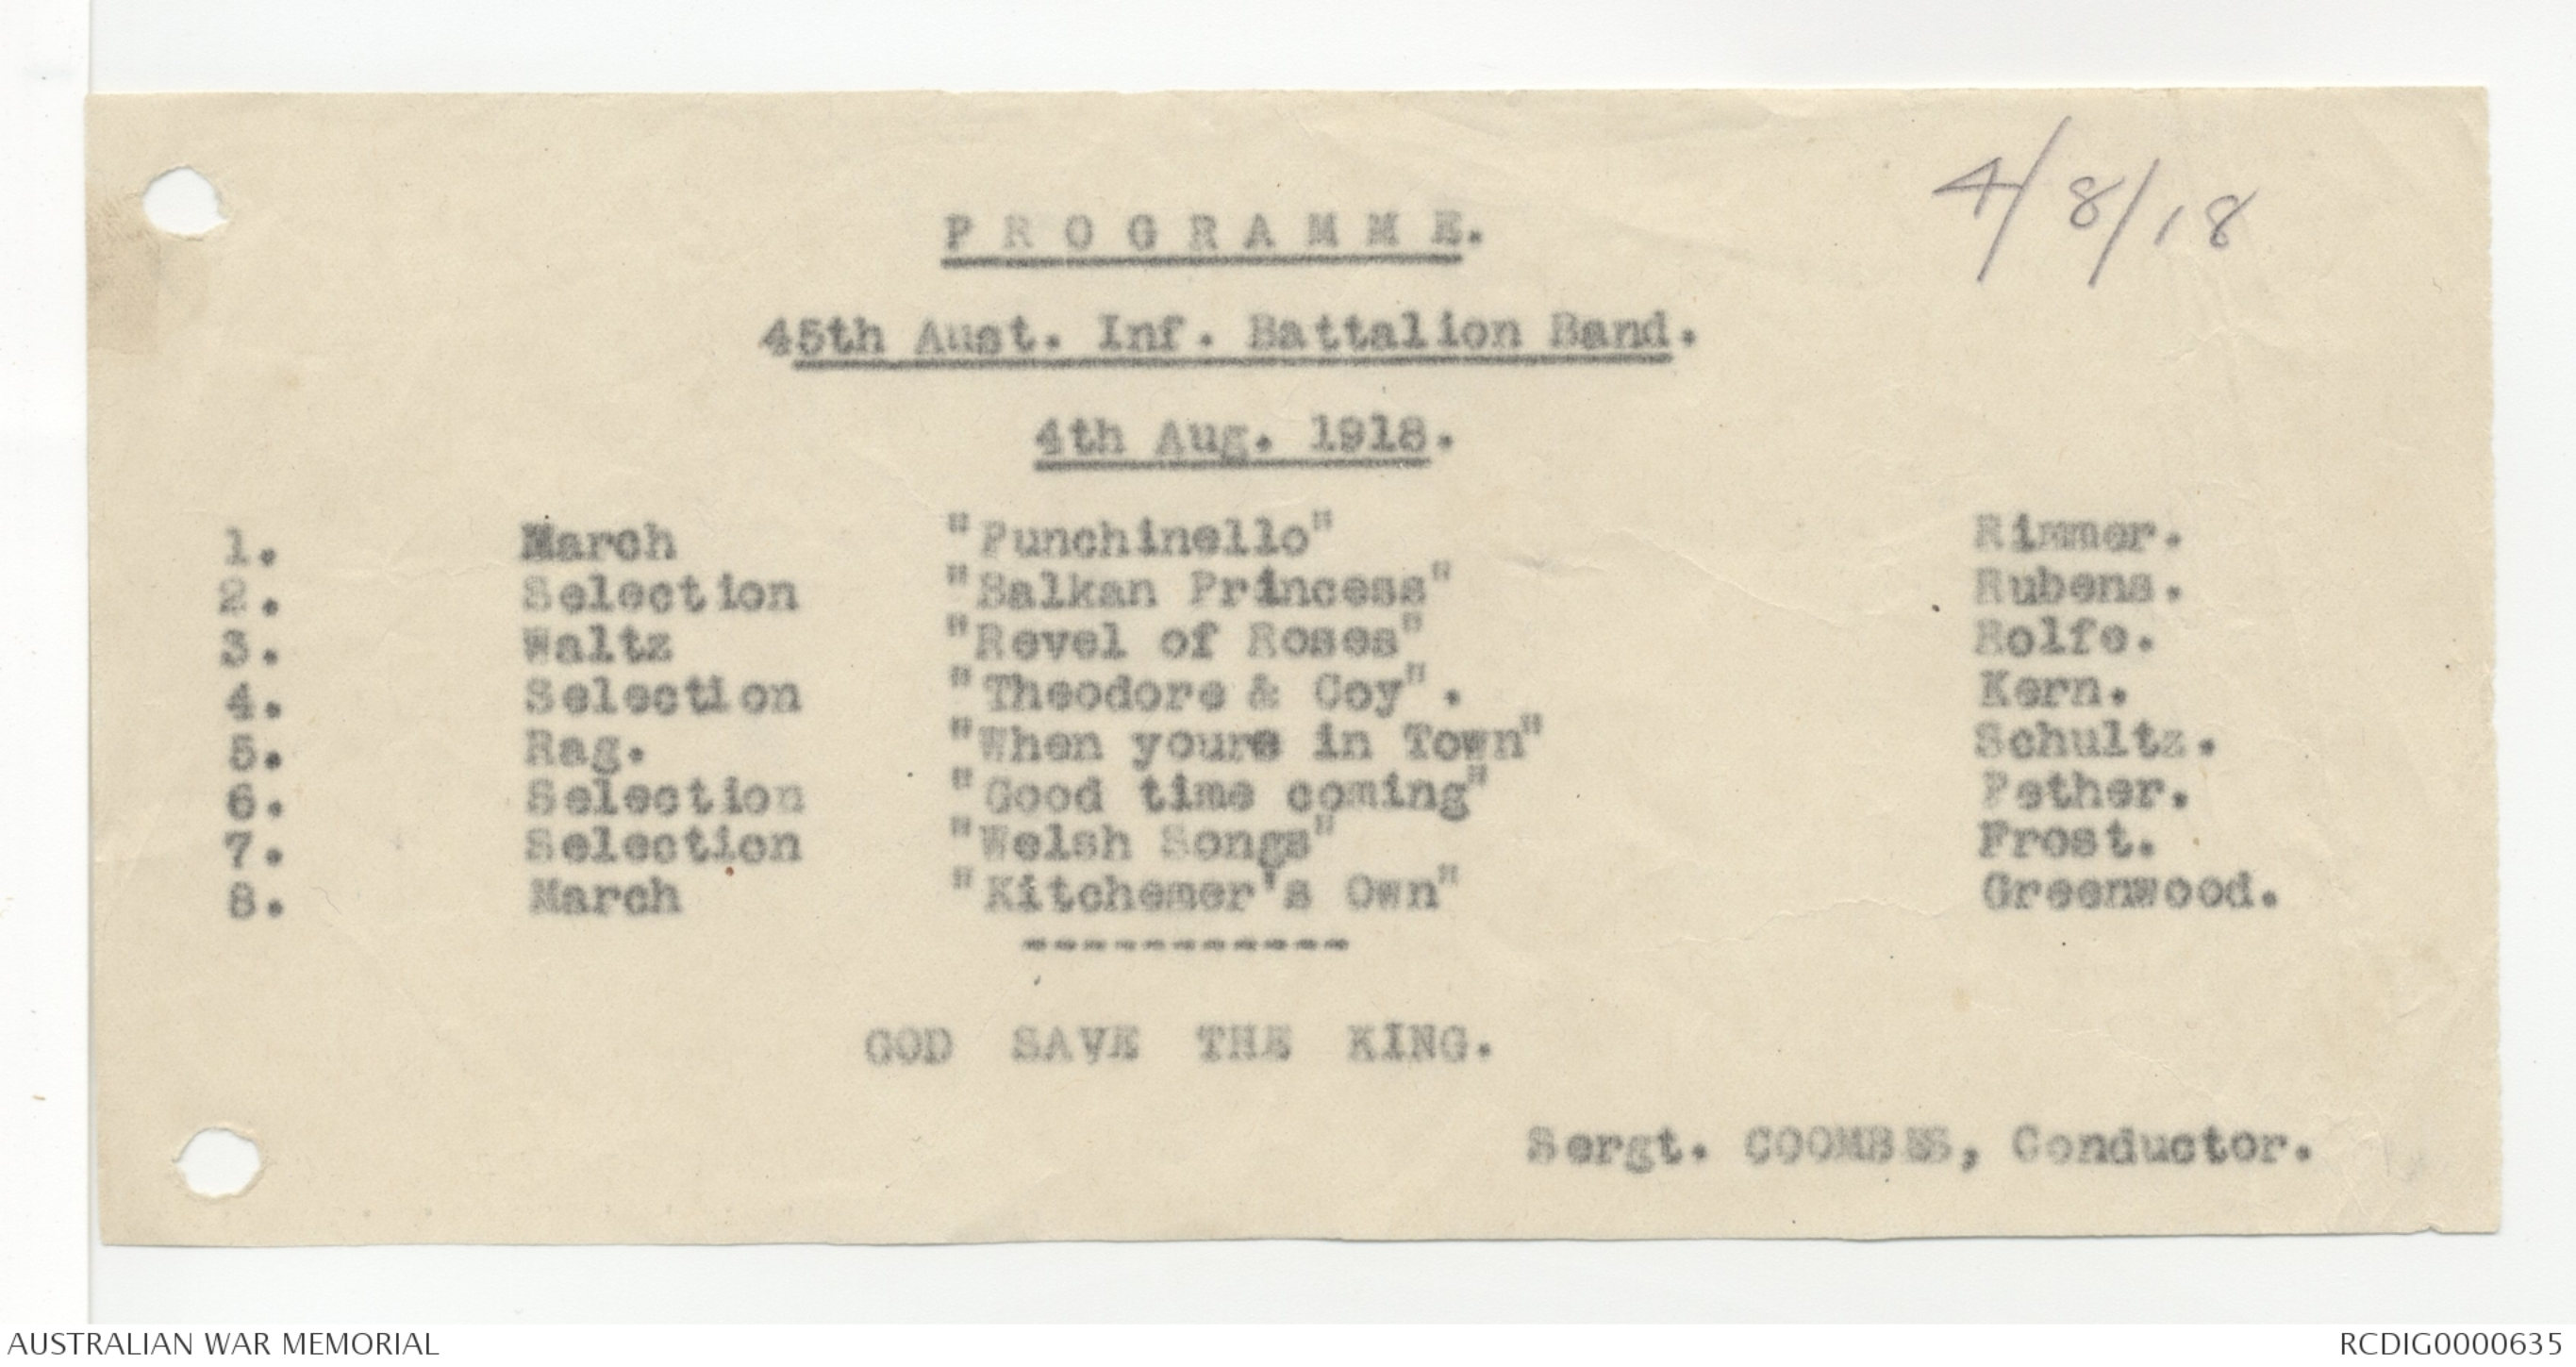 4/8/18
P R O G R A M M E.
45th Aust. Inf. Battalion Band.
4th Aug. 1918.
1. March "Punchinello" Rimmer.
2. Selection "Balkan Princess" Rubens.
3. Waltz "Revel of Roses" Rolfe.
4. Selection "Theodore & Coy". Kern.
5. Rag. "When youre in Town" Schultz.
6. Selection "Good time coming" Pether.
7. Selection "Welsh Songs" Frost.
8. March "Kitchener's Own" Greenwood.
-----------
GOD SAVE THE KING.
Sergt. COOMBES, Conductor.
AUSTRALIAN WAR MEMORIAL
RCDIG0000635